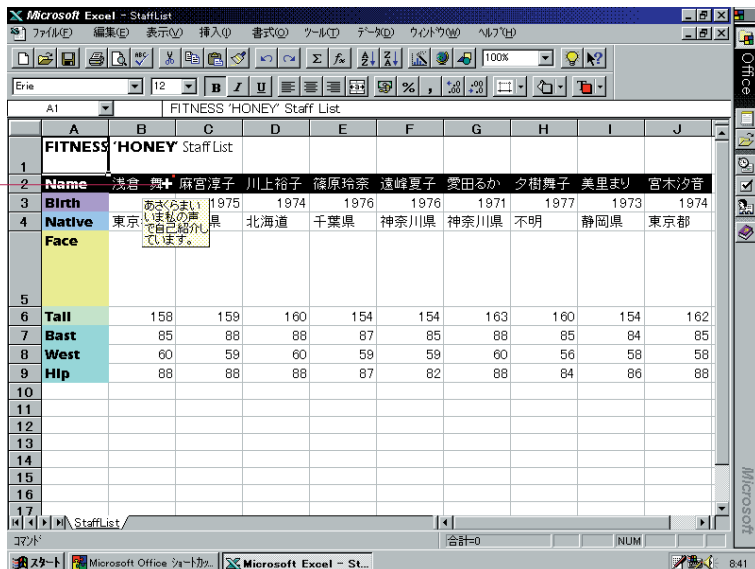 Microsoft Excel - StaffList
ファイル(F) 編集(E) 表示(V) 挿入(I) 書式(O) ツール(T) データ(D) ウィンドウ(W) ヘルプ(H)
100%
Erie 12 B I U % ,
A1 FITNESS 'HONEY' Staff List
A B C D E F G H I J
1 FITNESS 'HONEY' Staff List
2 Name 浅倉 舞 麻宮淳子 川上裕子 篠原玲奈 遠峰夏子 愛田るか 夕樹舞子 美里まり 宮木汐音
3 Birth 1975 1974 1976 1976 1971 1977 1973 1974
4 Native 東京 県 北海道 千葉県 神奈川県 神奈川県 不明 静岡県 東京都
あさくらまい
いま私の声
で自己紹介し
ています。
5 Face
6 Tall 158 159 160 154 154 163 160 154 162
7 Bast 85 88 88 87 85 88 85 84 85
8 West 60 59 60 59 59 60 56 58 58
9 Hip 88 88 88 87 82 88 84 86 88
10
11
12
13
14
15
16
17
StaffList
コマンド 合計=0 NUM
スタート Microsoft Office ショートカッ... Microsoft Excel - St... 8:41
Office
Microsoft